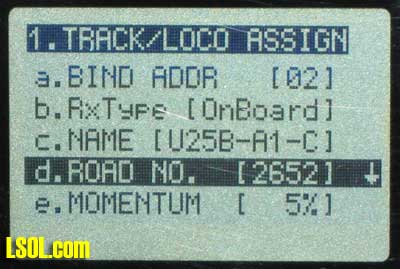 1.TRACK/LOCO ASSIGN
a.BIND ADDR [02]
b.RxType [OnBoard]
c.NAME [U25B-A1-C]
d.ROAD NO. [2652] ↓
e.MOMENTUM [ 5%]
LSOL.com